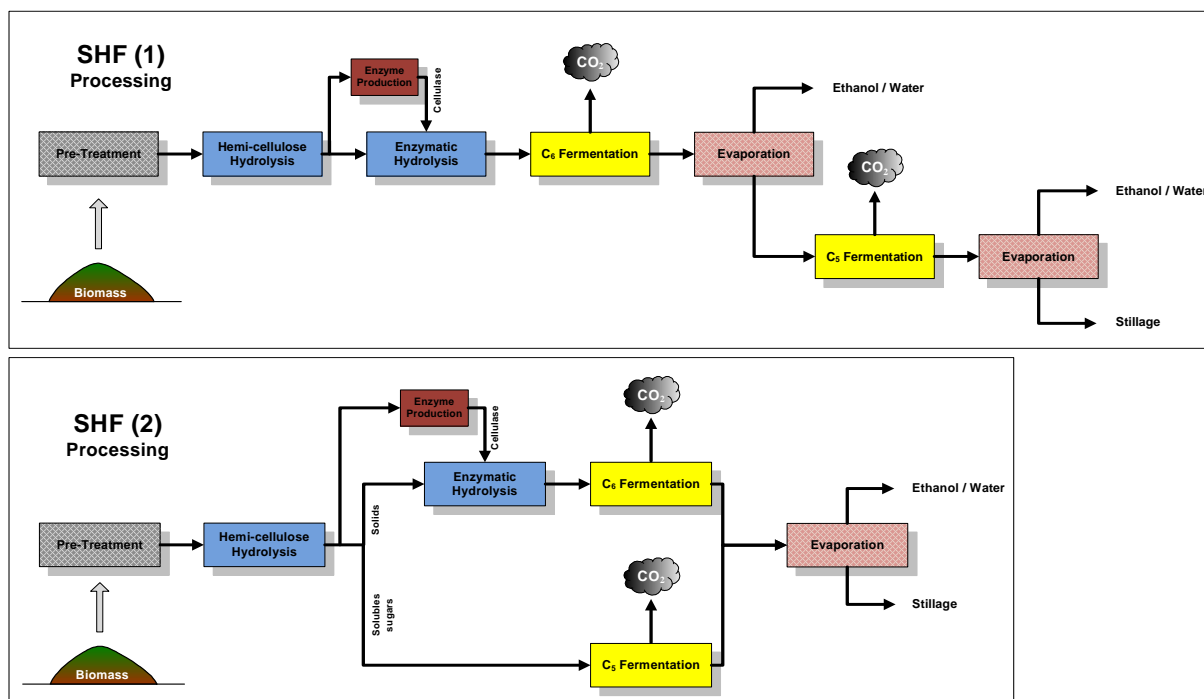 SHF (1)
Processing
Enzyme
Production
Cellulase
CO₂
Ethanol / Water
Pre-Treatment
Hemi-cellulose
Hydrolysis
Enzymatic
Hydrolysis
C₆ Fermentation
Evaporation
CO₂
Ethanol / Water
C₅ Fermentation
Evaporation
Biomass
Stillage
SHF (2)
Processing
Enzyme
Production
Cellulase
CO₂
Enzymatic
Hydrolysis
C₆ Fermentation
Ethanol / Water
Solids
Pre-Treatment
Hemi-cellulose
Hydrolysis
Evaporation
CO₂
Stillage
Solubles
sugars
C₅ Fermentation
Biomass